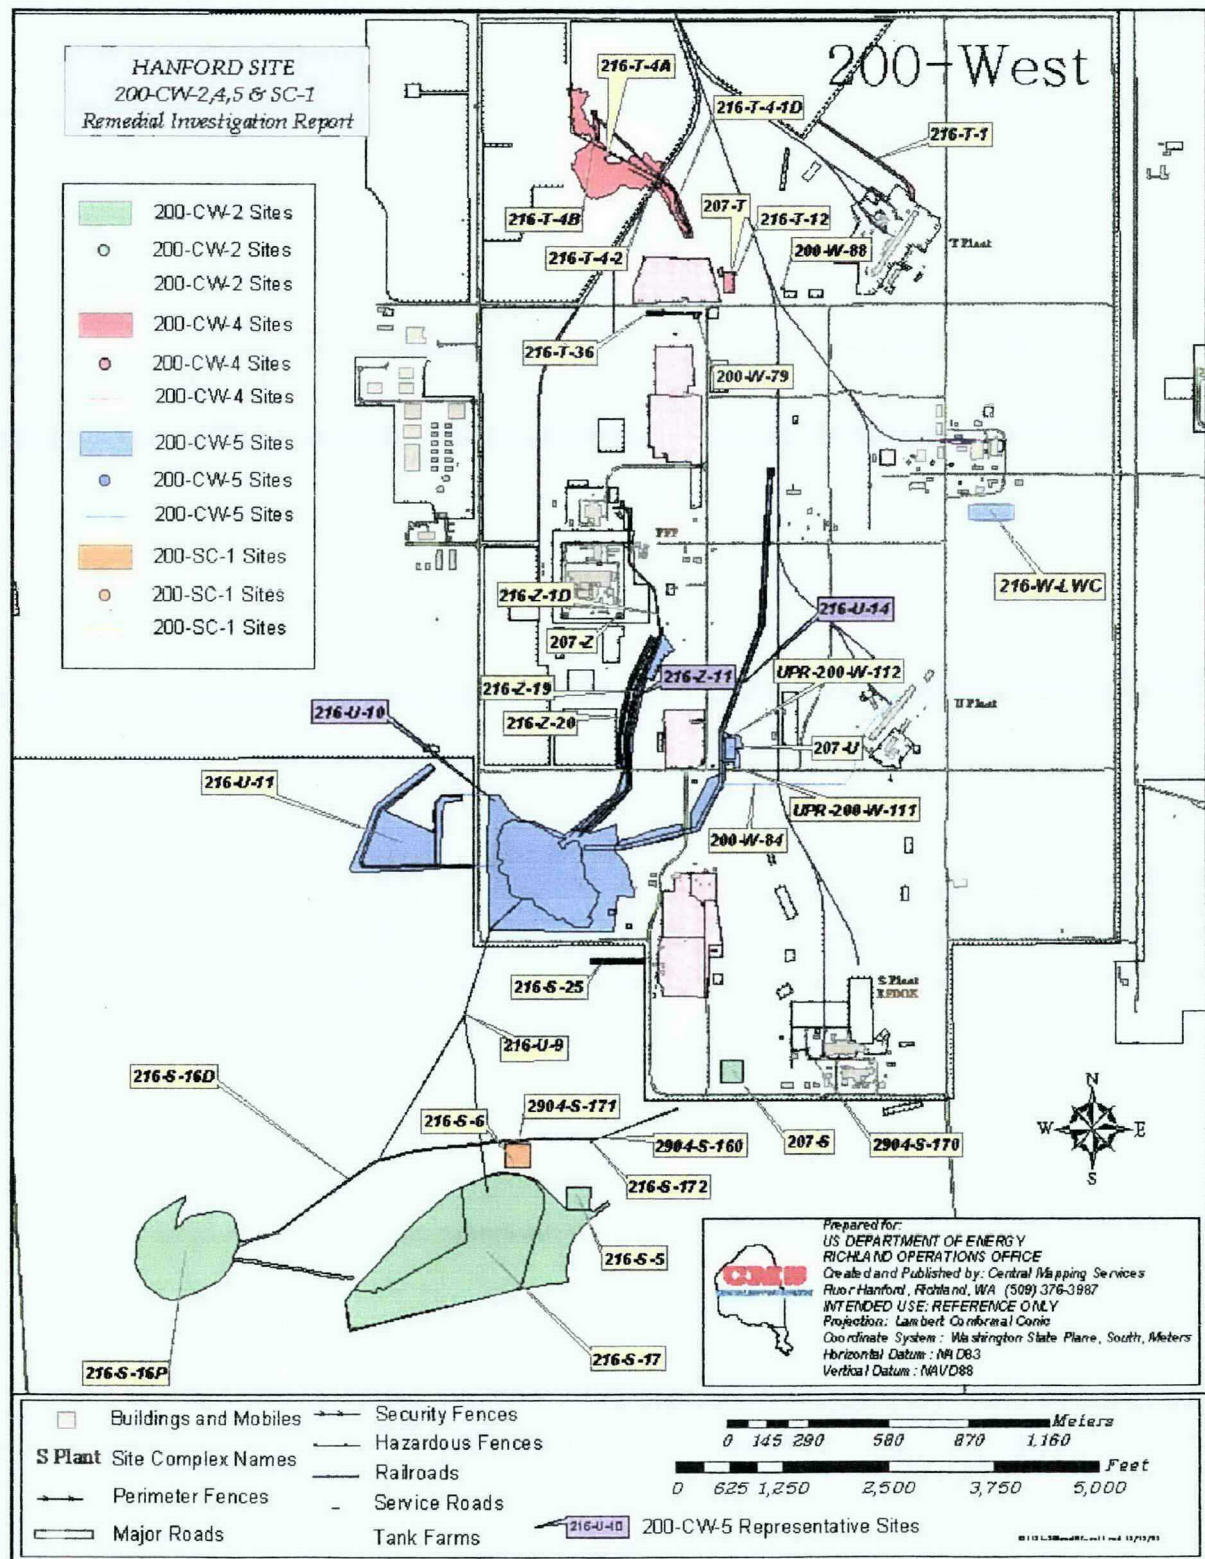 HANFORD SITE
200-CW-2,4,5 & SC-1
Remedial Investigation Report
200-West
216-T-4A
216-T-4-1D
216-T-1
216-T-4B
207-T
216-T-12
216-T-4-2
200-W-88
T Plant
216-T-36
200-W-79
200-CW-2 Sites
200-CW-2 Sites
200-CW-2 Sites
200-CW-4 Sites
200-CW-4 Sites
200-CW-4 Sites
200-CW-5 Sites
200-CW-5 Sites
200-CW-5 Sites
200-SC-1 Sites
200-SC-1 Sites
200-SC-1 Sites
PFP
216-W-LWC
216-Z-1D
216-U-14
207-Z
216-Z-19
216-Z-11
UPR-200-W-112
216-U-10
216-Z-20
U Plant
207-U
216-U-11
UPR-200-W-111
200-W-84
216-S-25
S Plant
216-U-9
216-S-16D
216-S-6
2904-S-171
2904-S-160
207-S
2904-S-170
216-S-172
216-S-5
216-S-17
216-S-16P
N
W
E
S
Prepared for:
US DEPARTMENT OF ENERGY
RICHLAND OPERATIONS OFFICE
Created and Published by: Central Mapping Services
Fluor Hanford, Richland, WA (509) 376-3987
INTENDED USE: REFERENCE ONLY
Projection: Lambert Conformal Conic
Coordinate System: Washington State Plane, South, Meters
Horizontal Datum: NAD83
Vertical Datum: NAVD88
Buildings and Mobiles
S Plant Site Complex Names
Perimeter Fences
Major Roads
Security Fences
Hazardous Fences
Railroads
Service Roads
Tank Farms
216-U-10 200-CW-5 Representative Sites
Meters
0 145 290 580 870 1,160
Feet
0 625 1,250 2,500 3,750 5,000